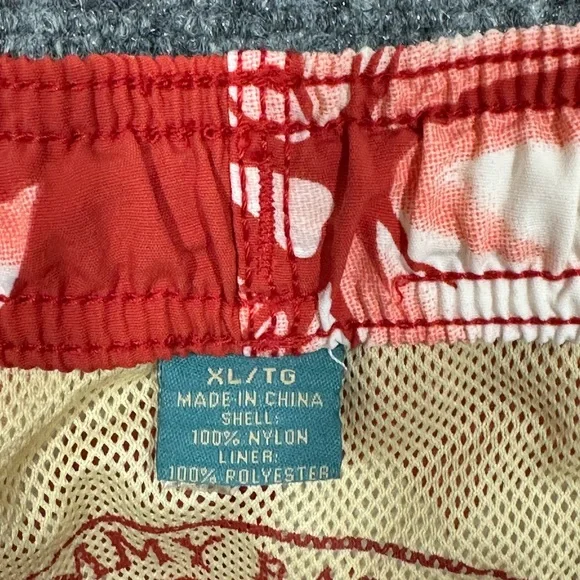 XL/TG
MADE IN CHINA
SHELL:
100% NYLON
LINER:
100% POLYESTER